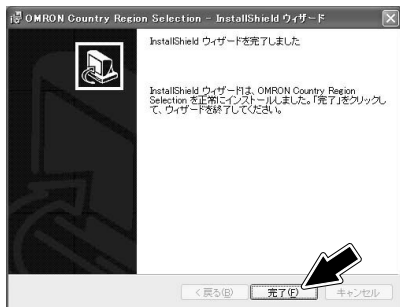 OMRON Country Region Selection - InstallShield ウィザード
InstallShield ウィザードを完了しました
InstallShield ウィザードは、OMRON Country Region
Selection を正常にインストールしました。「完了」をクリックし
て、ウィザードを終了してください。
< 戻る(B)
完了(F)
キャンセル